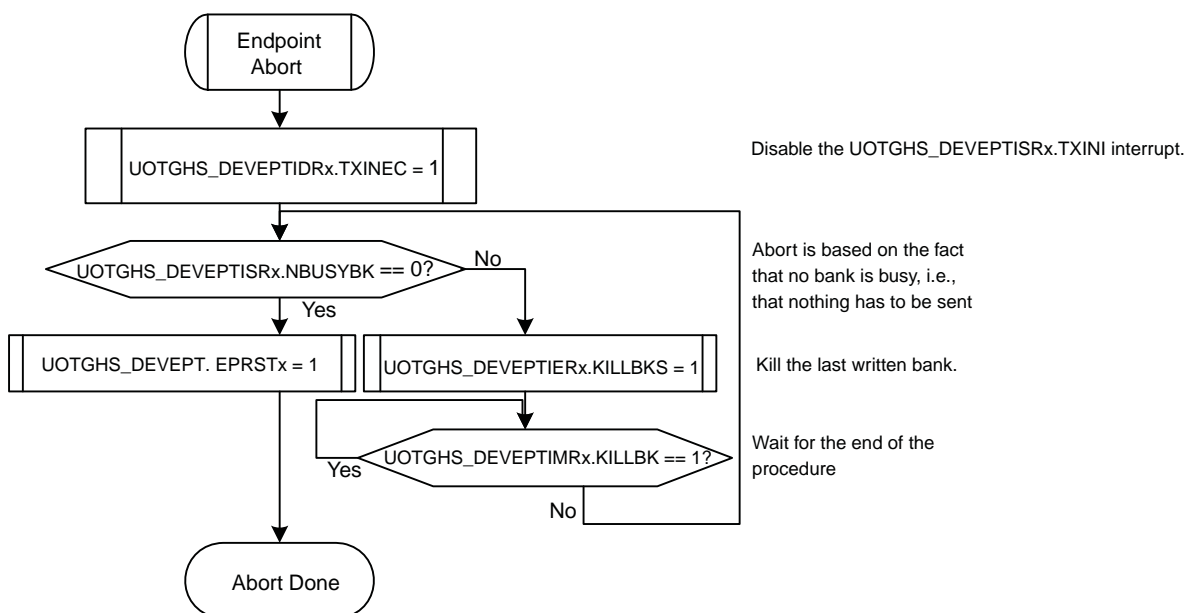 Endpoint
Abort
UOTGHS_DEVEPTIDRx.TXINEC = 1
Disable the UOTGHS_DEVEPTISRx.TXINI interrupt.
UOTGHS_DEVEPTISRx.NBUSYBK == 0?
No
Yes
Abort is based on the fact
that no bank is busy, i.e.,
that nothing has to be sent
UOTGHS_DEVEPT. EPRSTx = 1
UOTGHS_DEVEPTIERx.KILLBKS = 1
Kill the last written bank.
UOTGHS_DEVEPTIMRx.KILLBK == 1?
Yes
No
Wait for the end of the
procedure
Abort Done